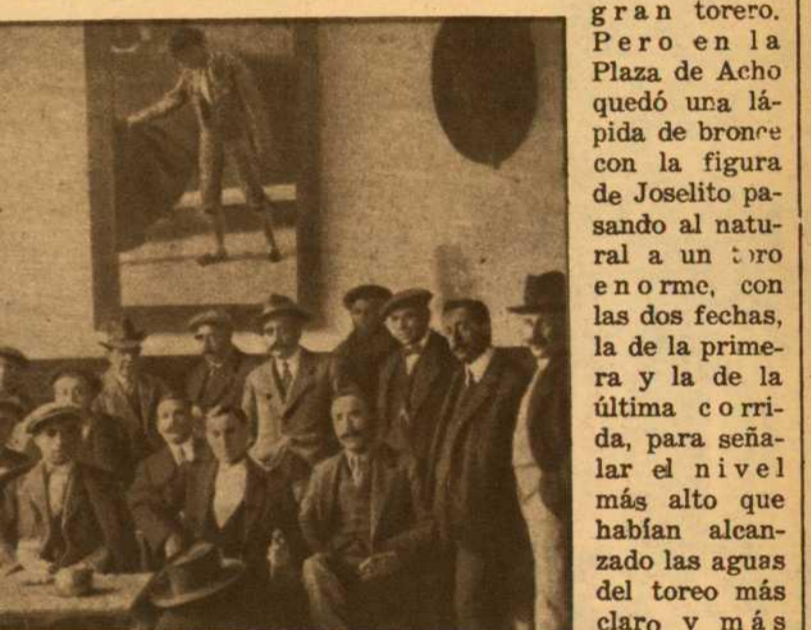 gran torero.
Pero en la
Plaza de Acho
quedó una lá-
pida de bronce
con la figura
de Joselito pa-
sando al natu-
ral a un toro
enorme, con
las dos fechas,
la de la prime-
ra y la de la
última corri-
da, para seña-
lar el nivel
más alto que
habían alcan-
zado las aguas
del toreo más
claro y más